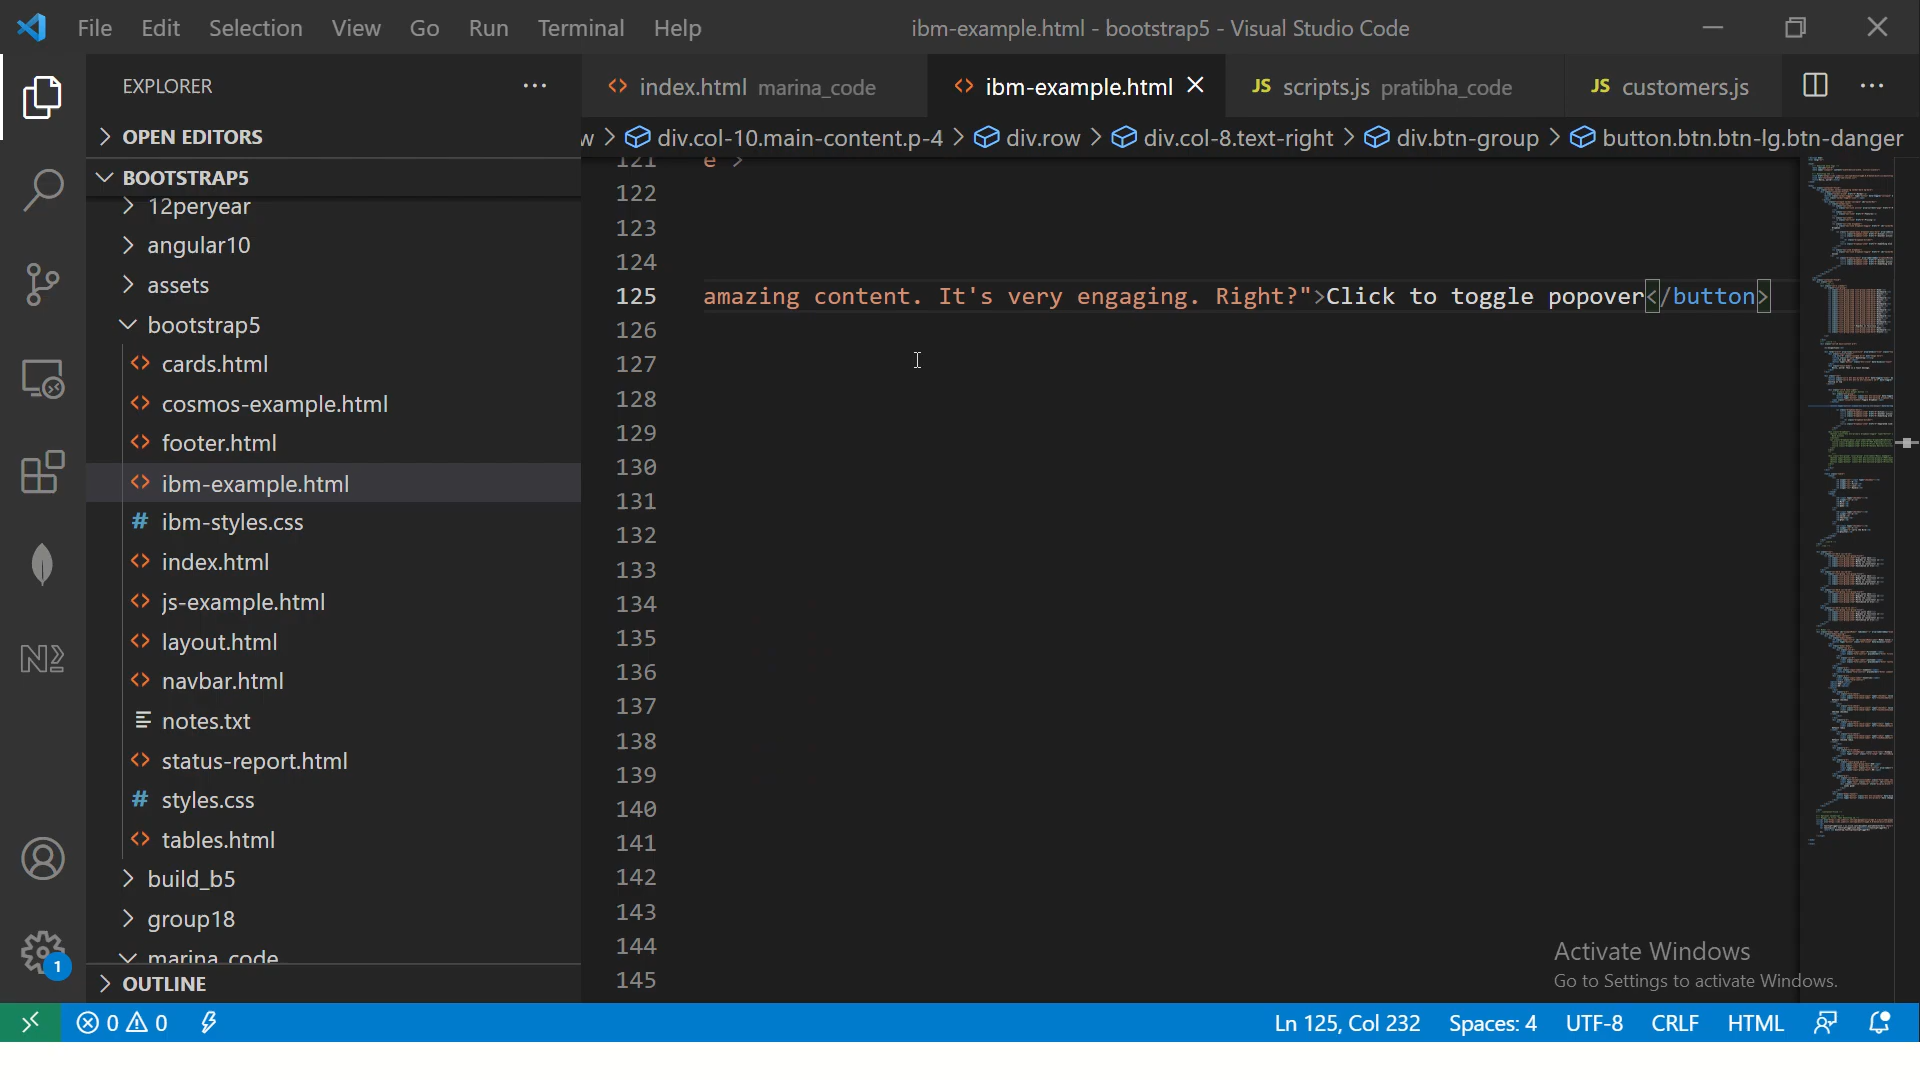 File Edit Selection View Go Run Terminal Help ibm-example.html - bootstrap5 - Visual Studio Code
EXPLORER
index.html marina_code ibm-example.html JS scripts.js pratibha_code JS customers.js
OPEN EDITORS
w > div.col-10.main-content.p-4 > div.row > div.col-8.text-right > div.btn-group > button.btn.btn-lg.btn-danger
BOOTSTRAP5
12peryear
angular10
assets
bootstrap5
cards.html
cosmos-example.html
footer.html
ibm-example.html
# ibm-styles.css
index.html
js-example.html
layout.html
navbar.html
notes.txt
status-report.html
# styles.css
tables.html
build_b5
group18
marina_code
OUTLINE
121 e >
122
123
124
125 amazing content. It's very engaging. Right?">Click to toggle popover</button>
126
127
128
129
130
131
132
133
134
135
136
137
138
139
140
141
142
143
144
145
Activate Windows
Go to Settings to activate Windows.
1
0 0 Ln 125, Col 232 Spaces: 4 UTF-8 CRLF HTML